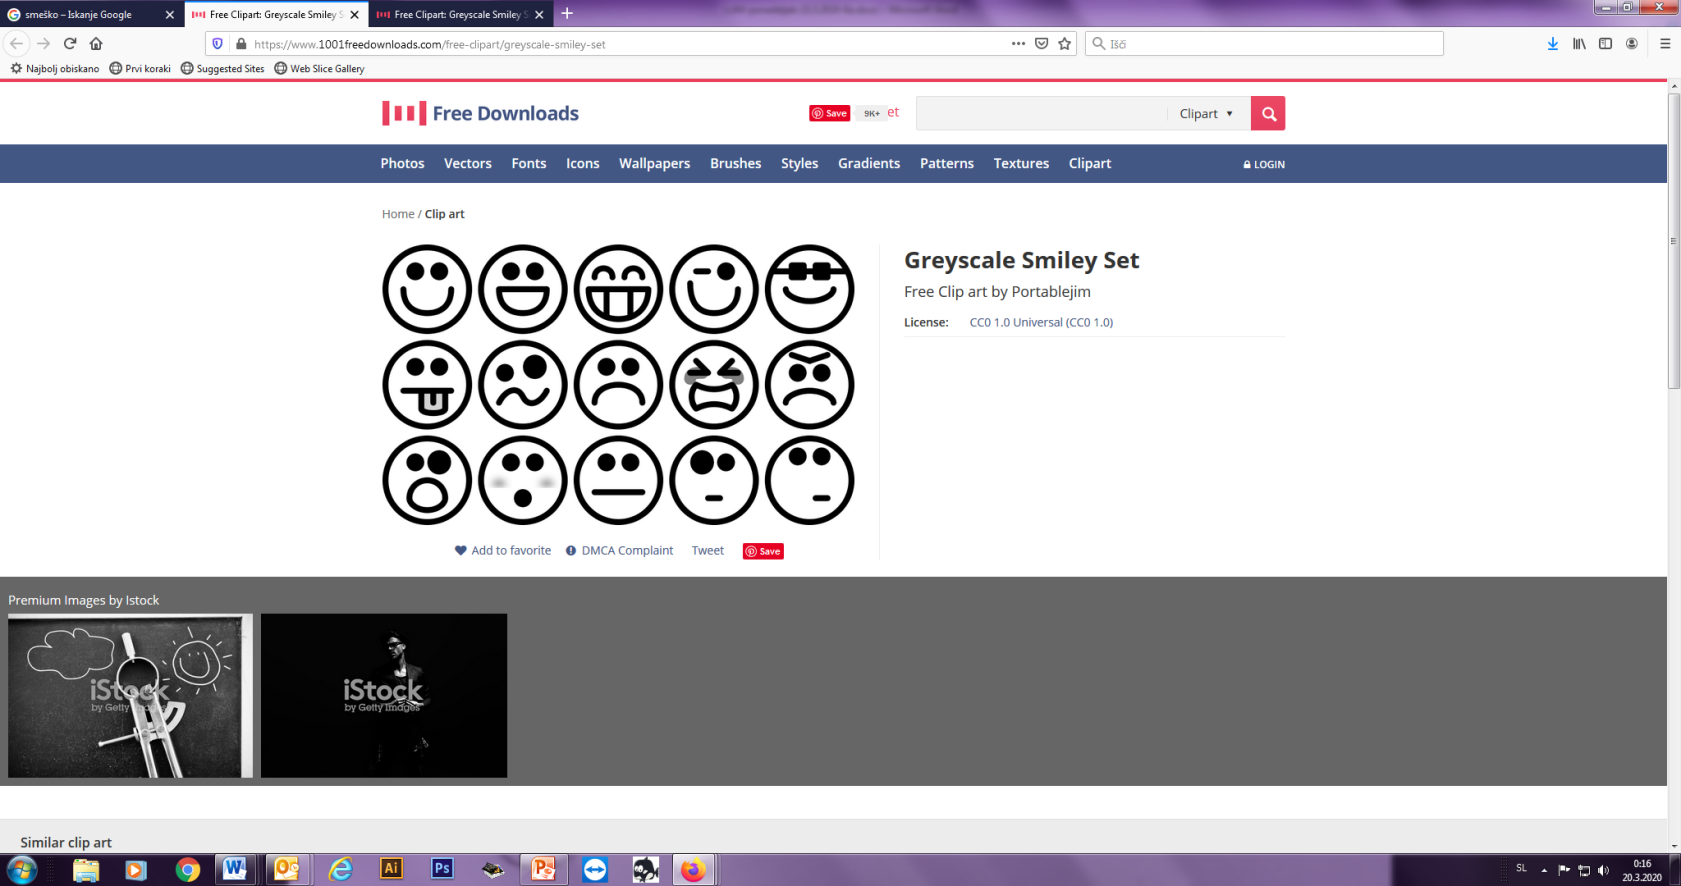 smeško – Iskanje Google
Free Clipart: Greyscale Smiley S
Free Clipart: Greyscale Smiley S
https://www.1001freedownloads.com/free-clipart/greyscale-smiley-set
Išči
Najbolj obiskano
Prvi koraki
Suggested Sites
Web Slice Gallery
Free Downloads
Save
9K+
et
Clipart
Photos
Vectors
Fonts
Icons
Wallpapers
Brushes
Styles
Gradients
Patterns
Textures
Clipart
LOGIN
Home / Clip art
Greyscale Smiley Set
Free Clip art by Portablejim
License: CC0 1.0 Universal (CC0 1.0)
Add to favorite
DMCA Complaint
Tweet
Save
Premium Images by Istock
iStock
by Getty Images
iStock
by Getty Images
Similar clip art
Ai
Ps
SL
0:16
20.3.2020